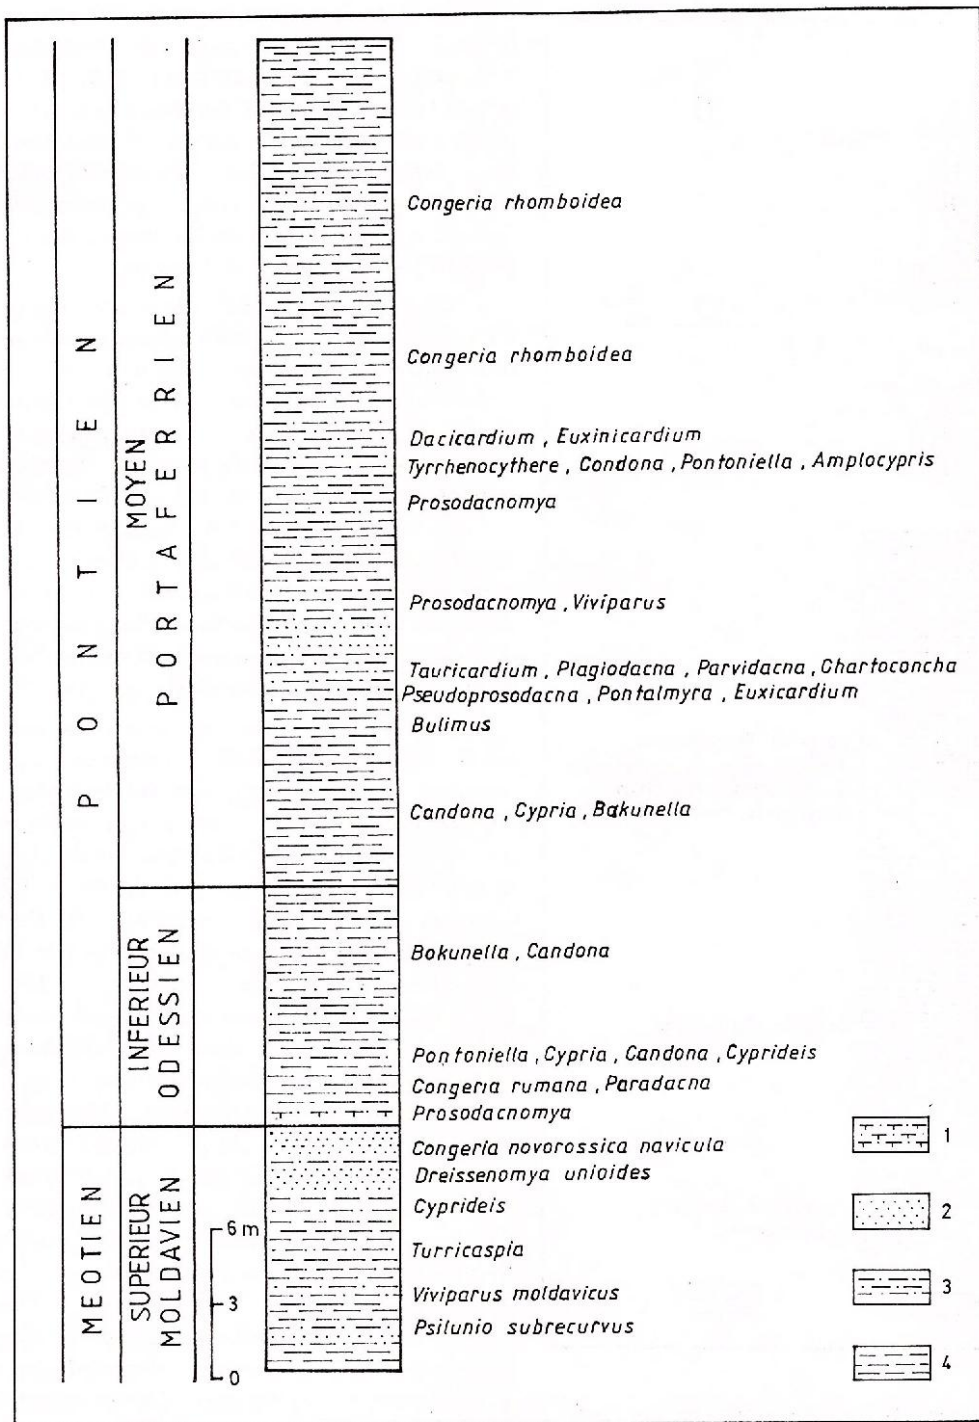 PONTIEN
MOYEN
PORTAFERRIEN
Congeria rhomboidea
Congeria rhomboidea
Dacicardium , Euxinicardium
Tyrrhenocythere , Condona , Pontoniella , Amplocypris
Prosodacnomya
Prosodacnomya , Viviparus
Tauricardium , Plagiodacna , Parvidacna , Chartoconcha
Pseudoprosodacna , Pontalmyra , Euxicardium
Bulimus
Candona , Cypria , Bakunella
INFERIEUR
ODESSIEN
Bokunella , Candona
Pontoniella , Cypria , Candona , Cyprideis
Congeria rumana , Paradacna
Prosodacnomya
MEOTIEN
SUPERIEUR
MOLDAVIEN
Congeria novorossica navicula
Dreissenomya unioides
Cyprideis
Turricaspia
Viviparus moldavicus
Psilunio subrecurvus
6 m
3
0
1
2
3
4